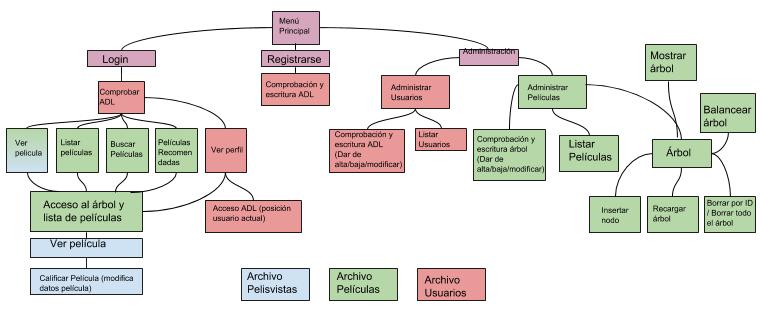 Menú
Principal
Login
Registrarse
Administración
Mostrar
árbol
Comprobar
ADL
Comprobación y
escritura ADL
Administrar
Usuarios
Administrar
Películas
Balancear
árbol
Ver
pelicula
Listar
películas
Buscar
Películas
Películas
Recomen
dadas
Ver perfil
Comprobación y
escritura ADL
(Dar de
alta/baja/modificar)
Listar
Usuarios
Comprobación y
escritura árbol
(Dar de
alta/baja/modificar)
Listar
Películas
Árbol
Acceso al árbol y
lista de películas
Acceso ADL (posición
usuario actual)
Insertar
nodo
Recargar
árbol
Borrar por ID
/ Borrar todo
el árbol
Ver película
Calificar Película (modifica
datos película)
Archivo
Pelisvistas
Archivo
Películas
Archivo
Usuarios